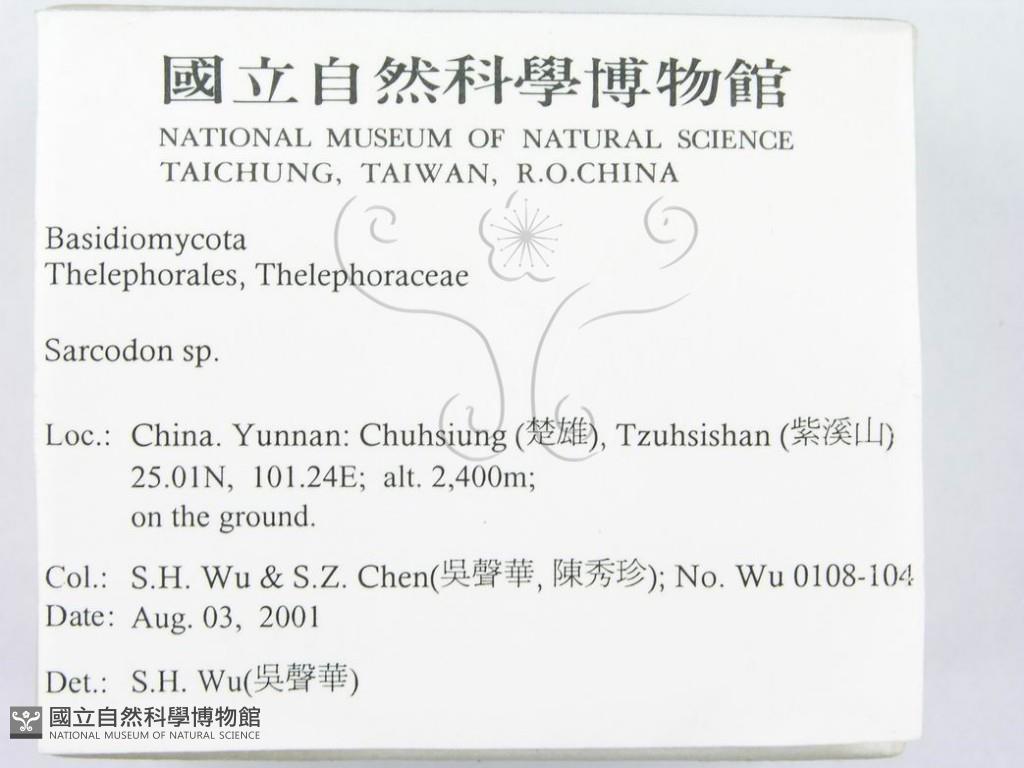 國立自然科學博物館
NATIONAL MUSEUM OF NATURAL SCIENCE
TAICHUNG, TAIWAN, R.O.CHINA
Basidiomycota
Thelephorales, Thelephoraceae
Sarcodon sp.
Loc.: China. Yunnan: Chuhsiung (楚雄), Tzuhsishan (紫溪山)
25.01N, 101.24E; alt. 2,400m;
on the ground.
Col.: S.H. Wu & S.Z. Chen(吳聲華, 陳秀珍); No. Wu 0108-104
Date: Aug. 03, 2001
Det.: S.H. Wu(吳聲華)
國立自然科學博物館
NATIONAL MUSEUM OF NATURAL SCIENCE